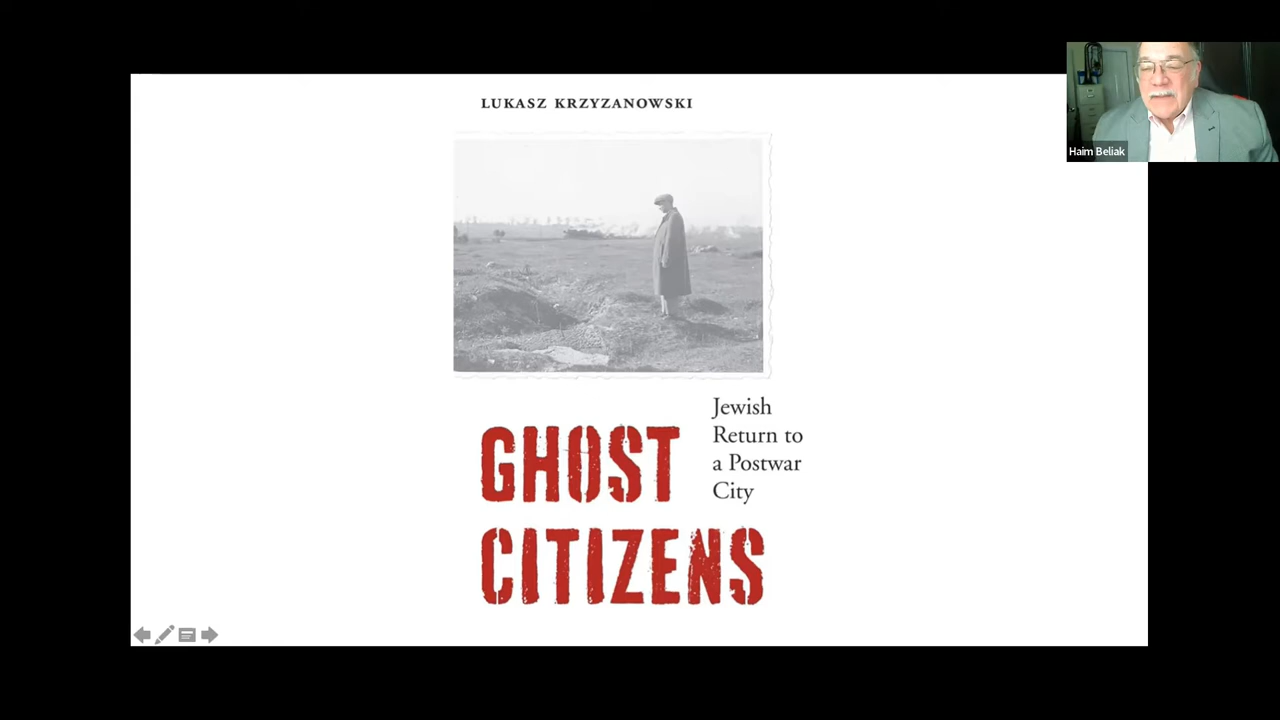 LUKASZ KRZYZANOWSKI
Haim Beliak
Jewish
Return to
a Postwar
City
GHOST
CITIZENS